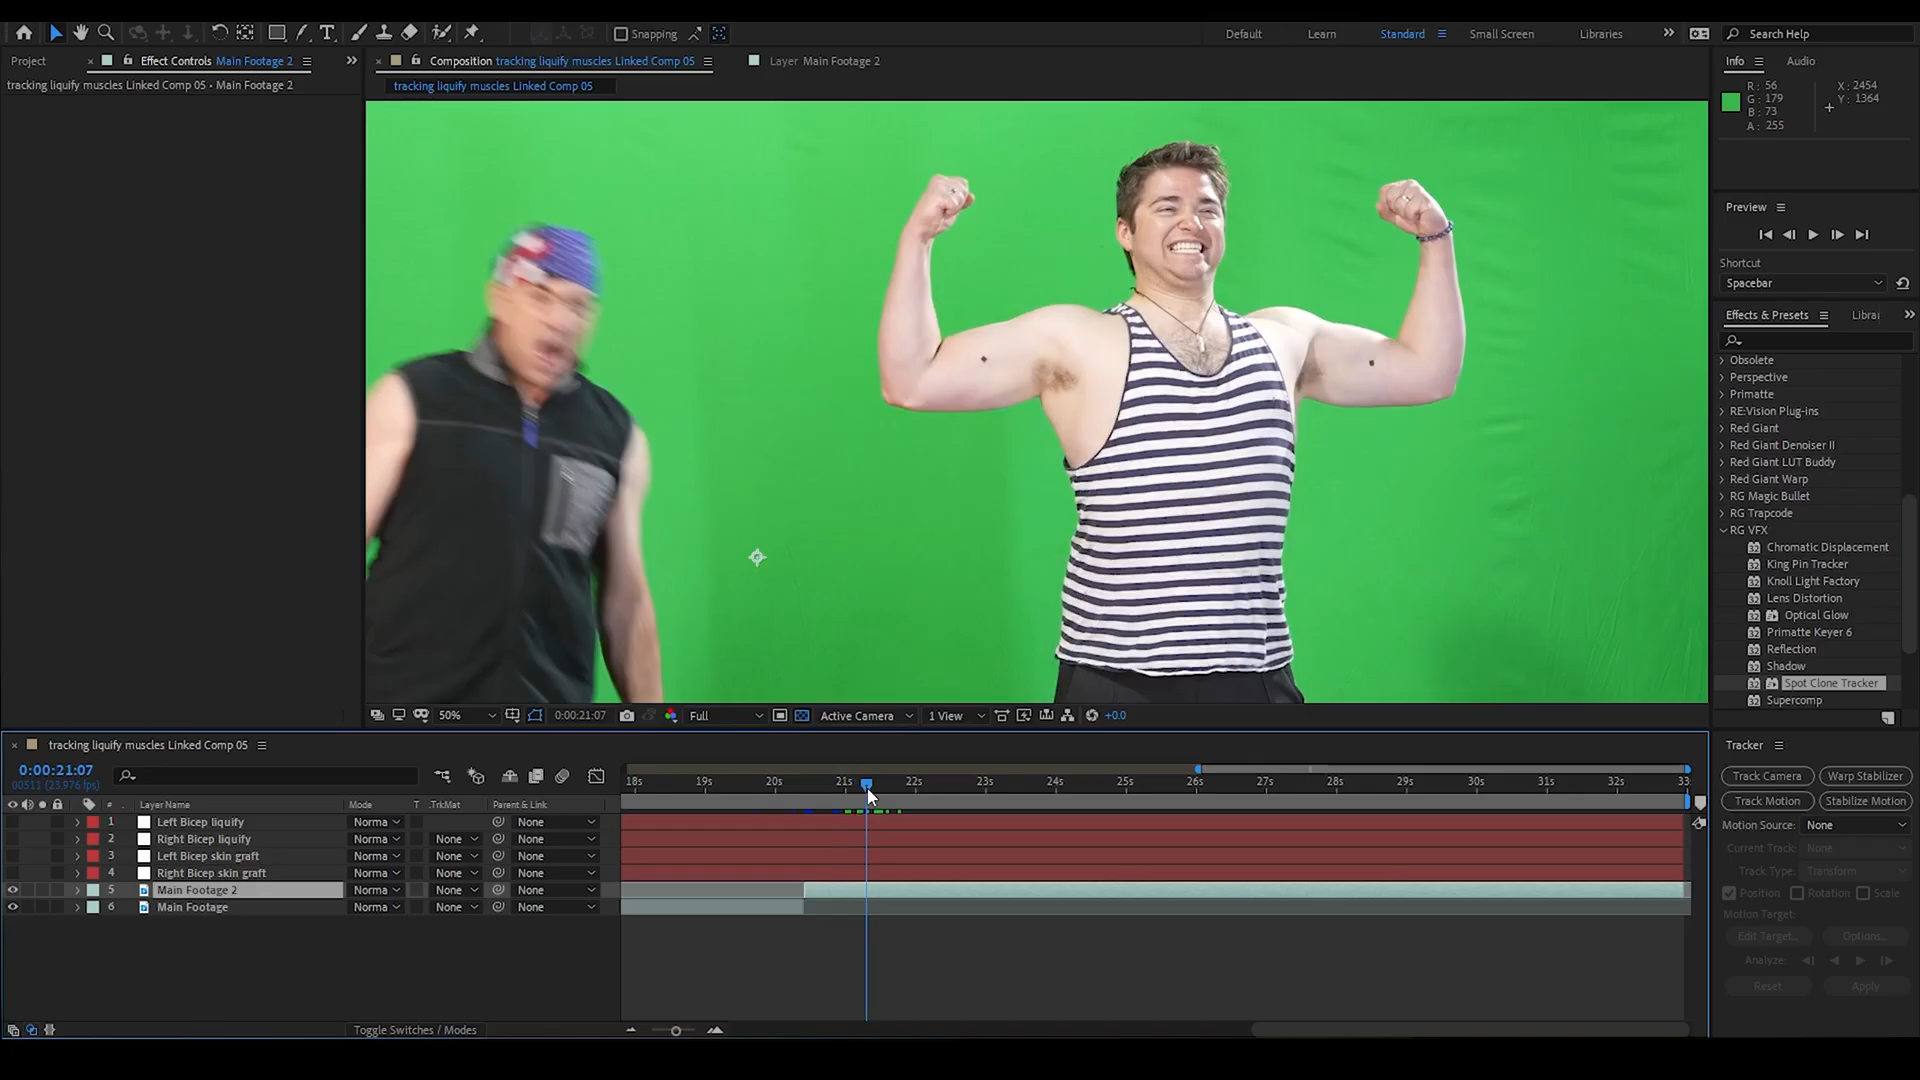 Snapping
Default
Learn
Standard
Small Screen
Libraries
Search Help
Project
Effect Controls Main Footage 2
Composition tracking liquify muscles Linked Comp 05
Layer Main Footage 2
Info
Audio
tracking liquify muscles Linked Comp 05 • Main Footage 2
tracking liquify muscles Linked Comp 05
R: 56
G: 179
B: 73
A: 255
X: 2454
Y: 1364
Preview
Shortcut
Spacebar
Effects & Presets
Librar
Obsolete
Perspective
Primatte
RE:Vision Plug-ins
Red Giant
Red Giant Denoiser II
Red Giant LUT Buddy
Red Giant Warp
RG Magic Bullet
RG Trapcode
RG VFX
Chromatic Displacement
King Pin Tracker
Knoll Light Factory
Lens Distortion
Optical Glow
Primatte Keyer 6
Reflection
Shadow
Spot Clone Tracker
Supercomp
50%
0:00:21:07
Full
Active Camera
1 View
+0.0
tracking liquify muscles Linked Comp 05
0:00:21:07
00511 (23.976 fps)
18s 19s 20s 21s 22s 23s 24s 25s 26s 27s 28s 29s 30s 31s 32s 33
# Layer Name Mode T .TrkMat Parent & Link
1 Left Bicep liquify Norma None
2 Right Bicep liquify Norma None None
3 Left Bicep skin graft Norma None None
4 Right Bicep skin graft Norma None None
5 Main Footage 2 Norma None None
6 Main Footage Norma None None
Toggle Switches / Modes
Tracker
Track Camera
Warp Stabilizer
Track Motion
Stabilize Motion
Motion Source: None
Current Track: None
Track Type: Transform
Position Rotation Scale
Motion Target:
Edit Target...
Options...
Analyze:
Reset
Apply